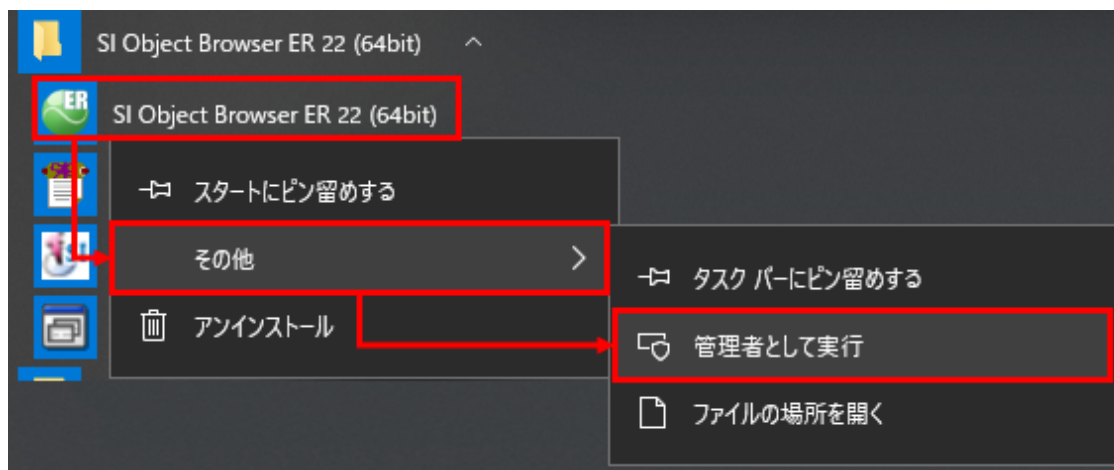 SI Object Browser ER 22 (64bit)
ER
SI Object Browser ER 22 (64bit)
スタートにピン留めする
その他
アンインストール
タスク バーにピン留めする
管理者として実行
ファイルの場所を開く